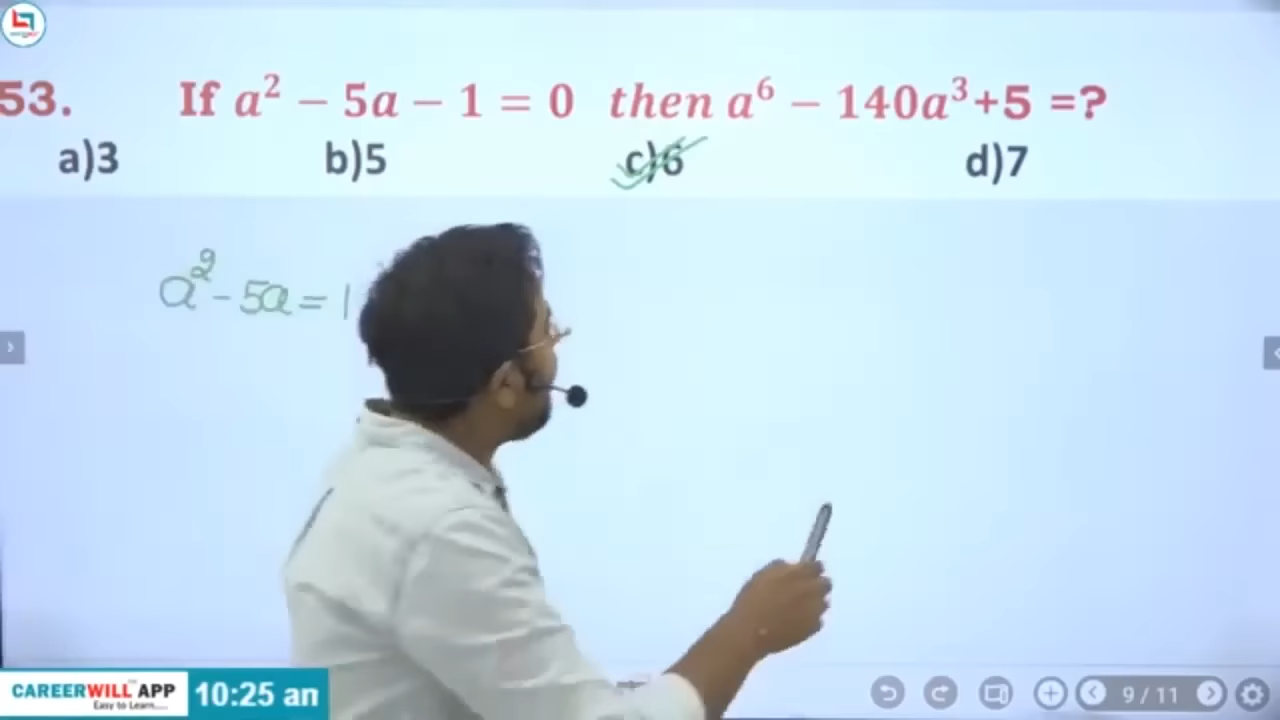 53. If a² – 5a – 1 = 0 then a⁶ – 140a³+5 =?
a)3 b)5 c)6 d)7
a² - 5a = 1
CAREERWILL APP
Easy to Learn.....
10:25 an
9 / 11